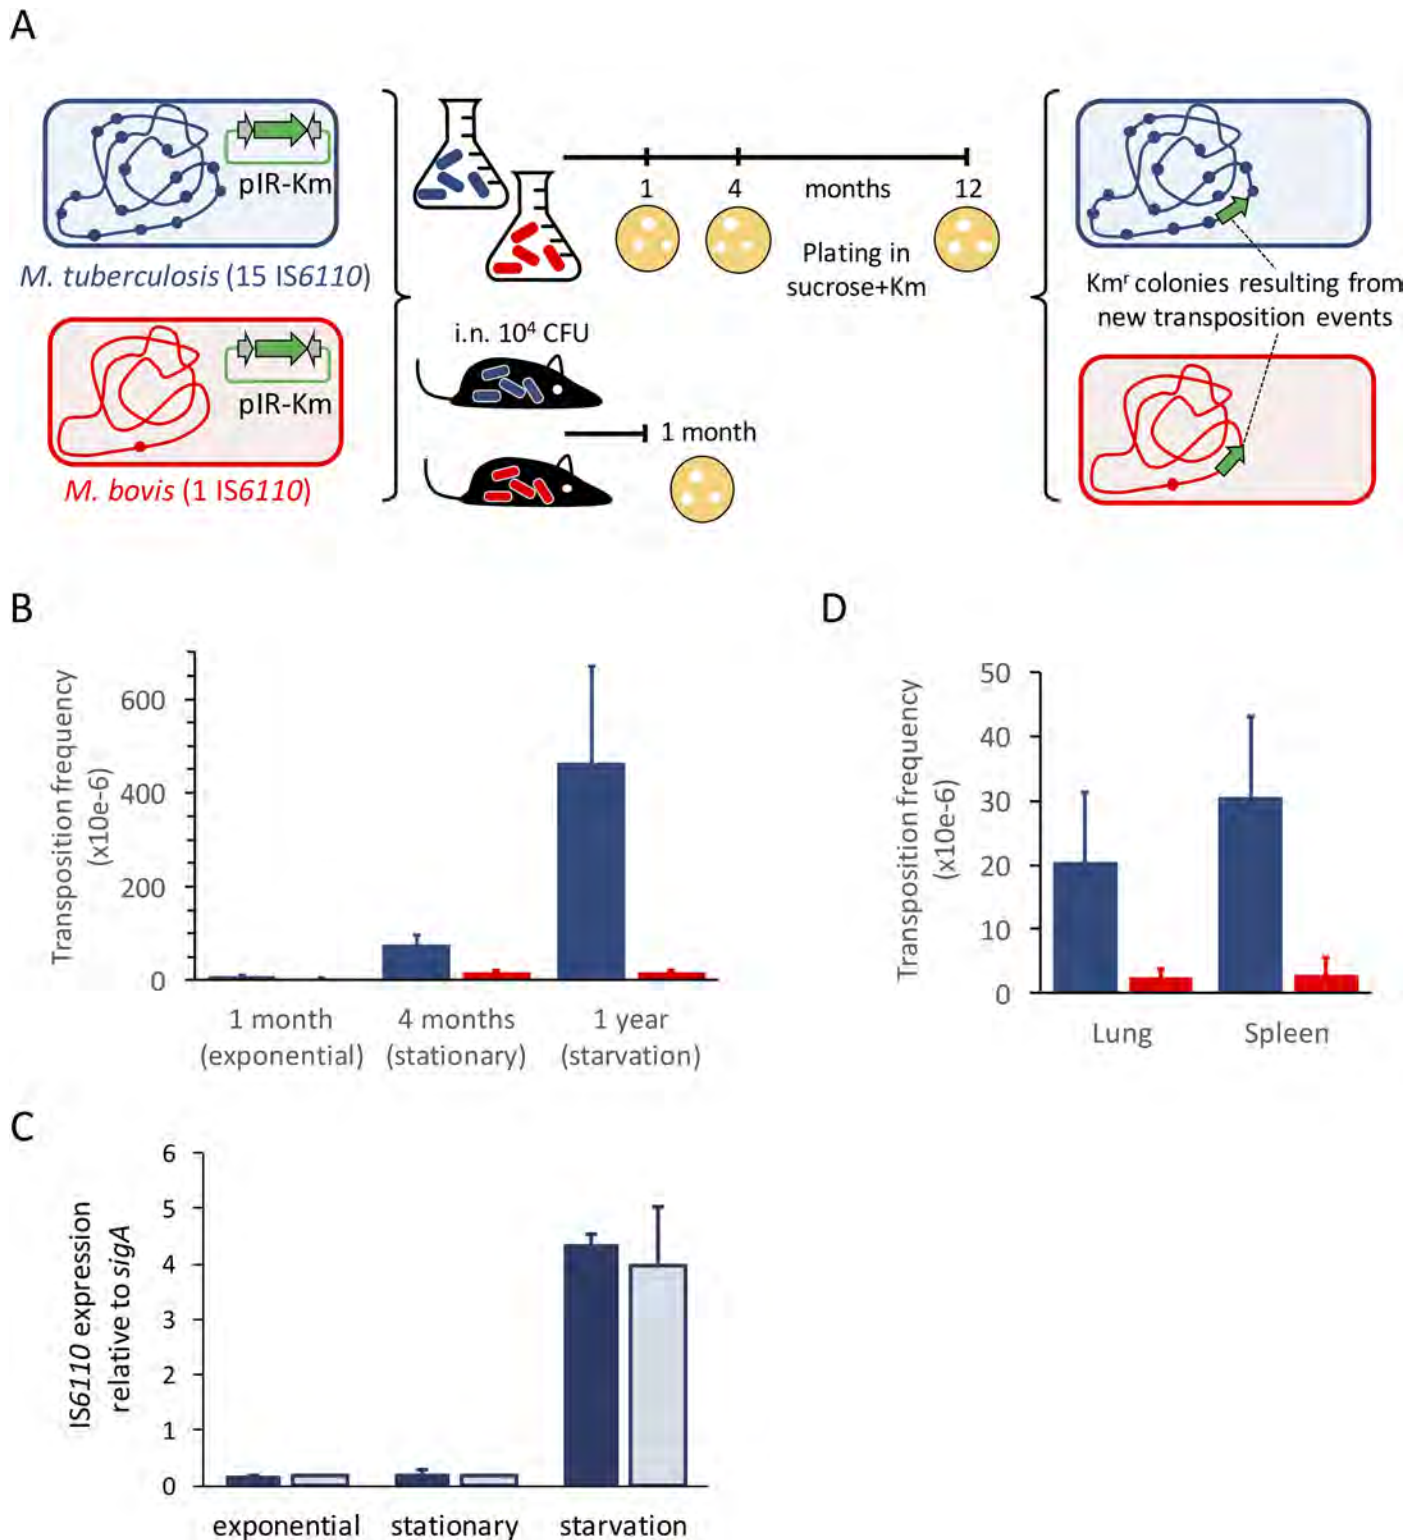 A
pIR-Km
M. tuberculosis (15 IS6110)
pIR-Km
M. bovis (1 IS6110)
1 4 months 12
Plating in
sucrose+Km
i.n. 10⁴ CFU
1 month
Kmʳ colonies resulting from
new transposition events
B
Transposition frequency
(x10e-6)
600
400
200
0
1 month
(exponential)
4 months
(stationary)
1 year
(starvation)
D
Transposition frequency
(x10e-6)
50
40
30
20
10
0
Lung
Spleen
C
IS6110 expression
relative to sigA
6
5
4
3
2
1
0
exponential
stationary
starvation